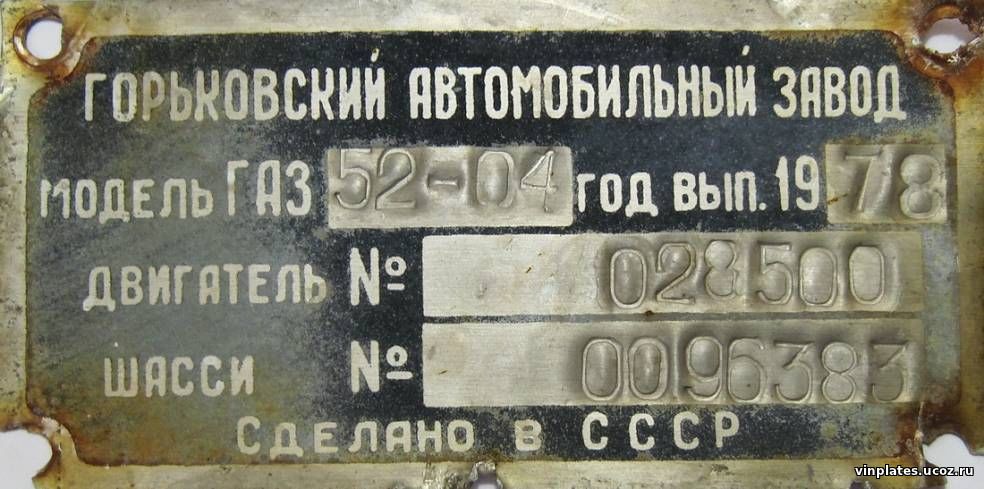 ГОРЬКОВСКИЙ АВТОМОБИЛЬНЫЙ ЗАВОД
МОДЕЛЬ ГАЗ 52-04 ГОД ВЫП. 1978
ДВИГАТЕЛЬ № 028500
ШАССИ № 0096383
СДЕЛАНО В СССР
vinplates.ucoz.ru